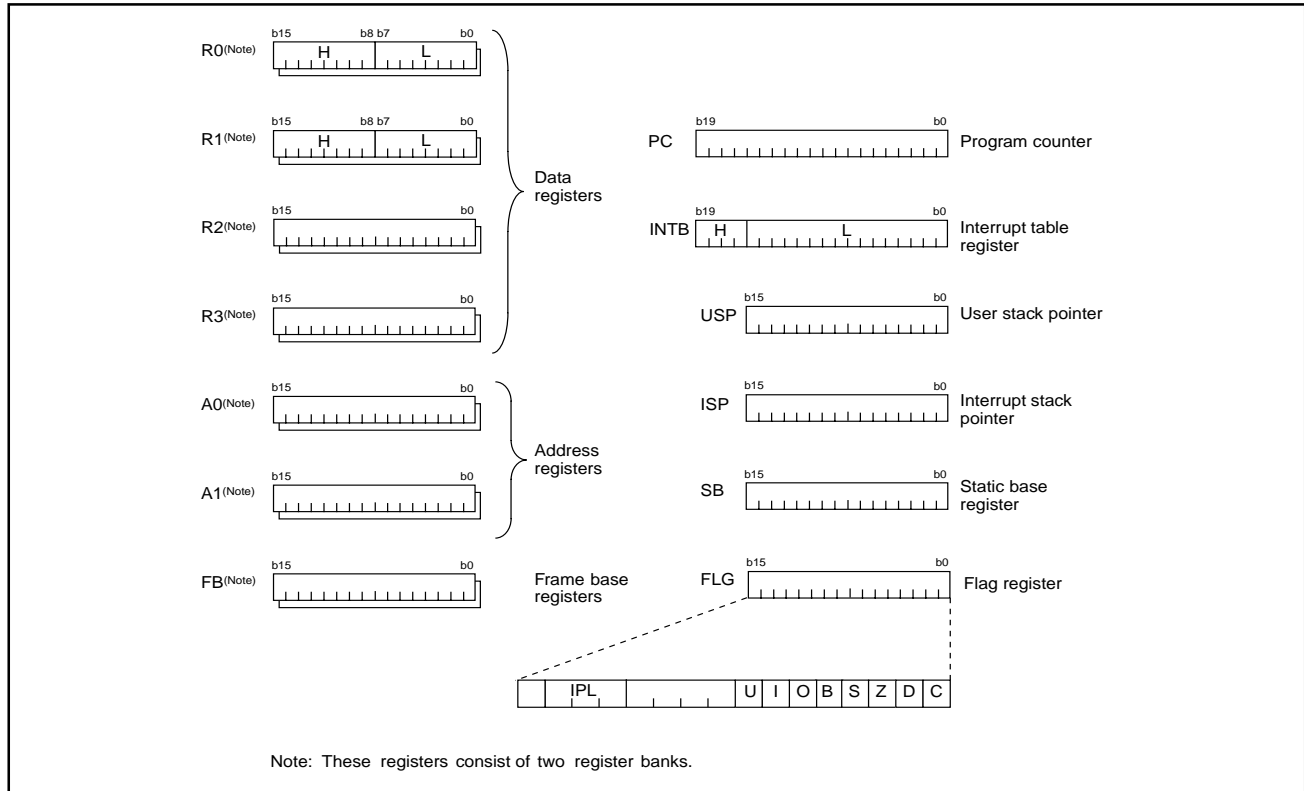 b15 b8 b7 b0
R0(Note) H L
b15 b8 b7 b0
R1(Note) H L
b15 b0
R2(Note)
b15 b0
R3(Note)
Data
registers
b15 b0
A0(Note)
b15 b0
A1(Note)
Address
registers
b15 b0
FB(Note)
Frame base
registers
b19 b0
PC Program counter
b19 b0
INTB H L Interrupt table
register
b15 b0
USP User stack pointer
b15 b0
ISP Interrupt stack
pointer
b15 b0
SB Static base
register
b15 b0
FLG Flag register
IPL U I O B S Z D C
Note: These registers consist of two register banks.